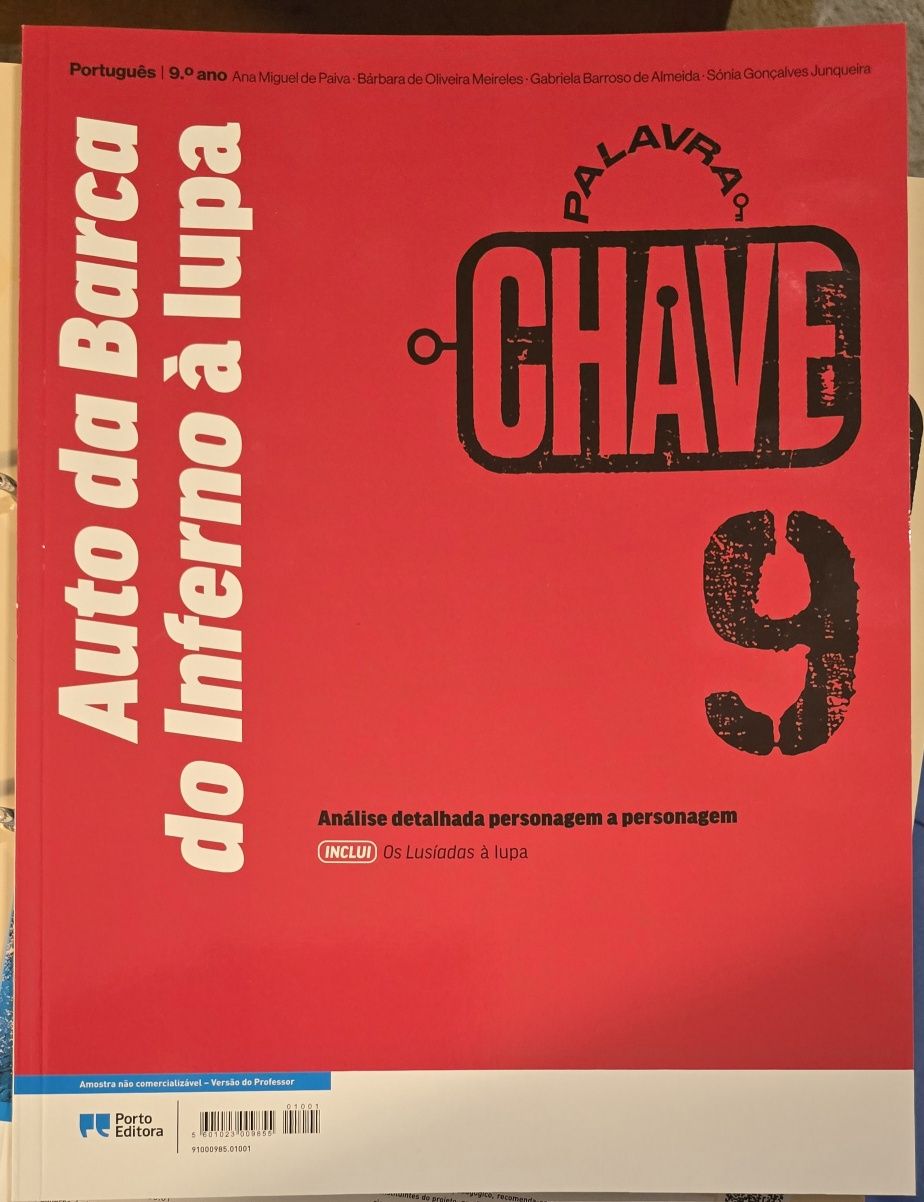 Português | 9.º ano Ana Miguel de Paiva · Bárbara de Oliveira Meireles · Gabriela Barroso de Almeida · Sónia Gonçalves Junqueira
Auto da Barca
do Inferno à lupa
PALAVRA
CHAVE
9
Análise detalhada personagem a personagem
INCLUI Os Lusíadas à lupa
Amostra não comercializável – Versão do Professor
Porto
Editora
01001
5 601023 009855
91000985.01001